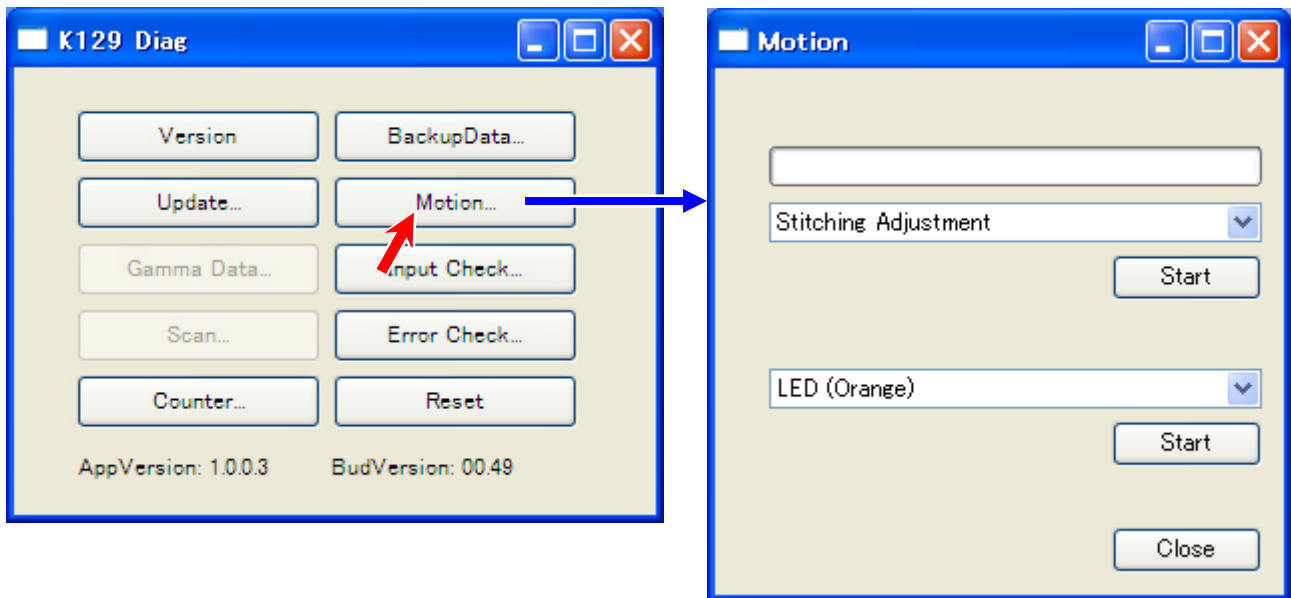 K129 Diag
Version
BackupData...
Update...
Motion...
Gamma Data...
Input Check...
Scan...
Error Check...
Counter...
Reset
AppVersion: 1.0.0.3
BudVersion: 00.49
Motion
Stitching Adjustment
Start
LED (Orange)
Start
Close